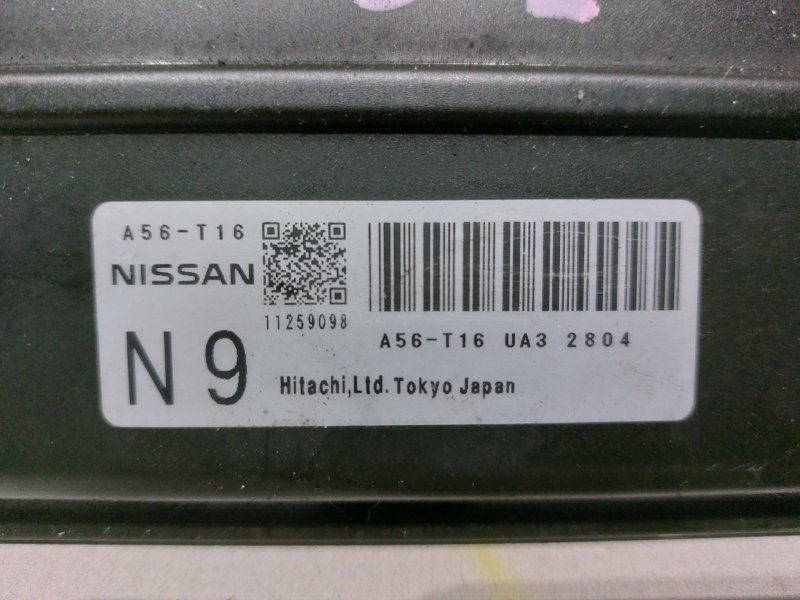 A56-T16
NISSAN
11259098
A56-T16 UA3 2804
N9
Hitachi,Ltd. Tokyo Japan